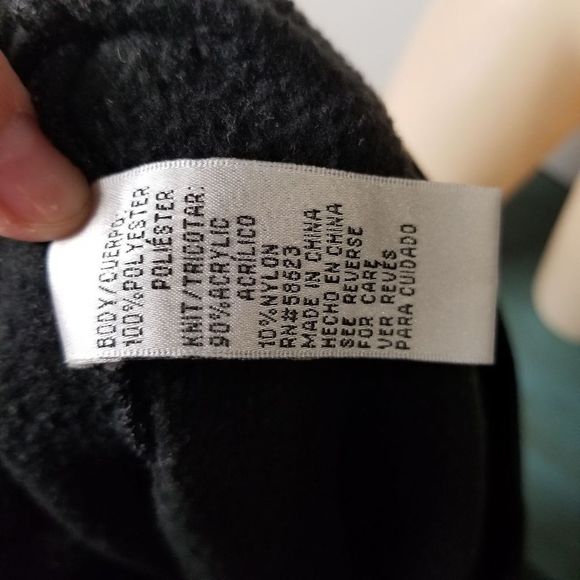 BODY/CUERPO:
100%POLYESTER
POLIÉSTER
KNIT/TRICOTAR:
90%ACRYLIC
ACRÍLICO
10%NYLON
RN#58623
MADE IN CHINA
HECHO EN CHINA
SEE REVERSE
FOR CARE
VER REVÉS
PARA CUIDADO